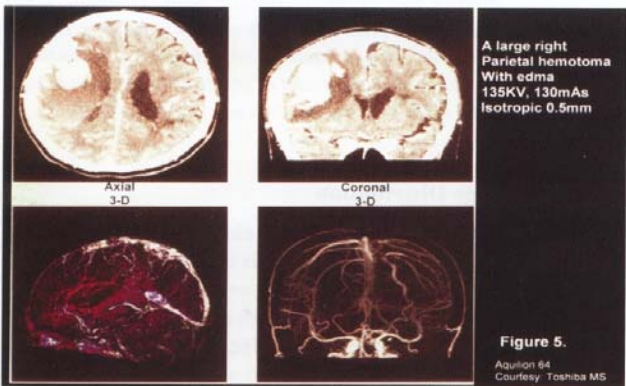 A large right
Parietal hemotoma
With edma
135KV, 130mAs
Isotropic 0.5mm
Axial
3-D
Coronal
3-D
Figure 5.
Aquilion 64
Courtesy: Toshiba MS